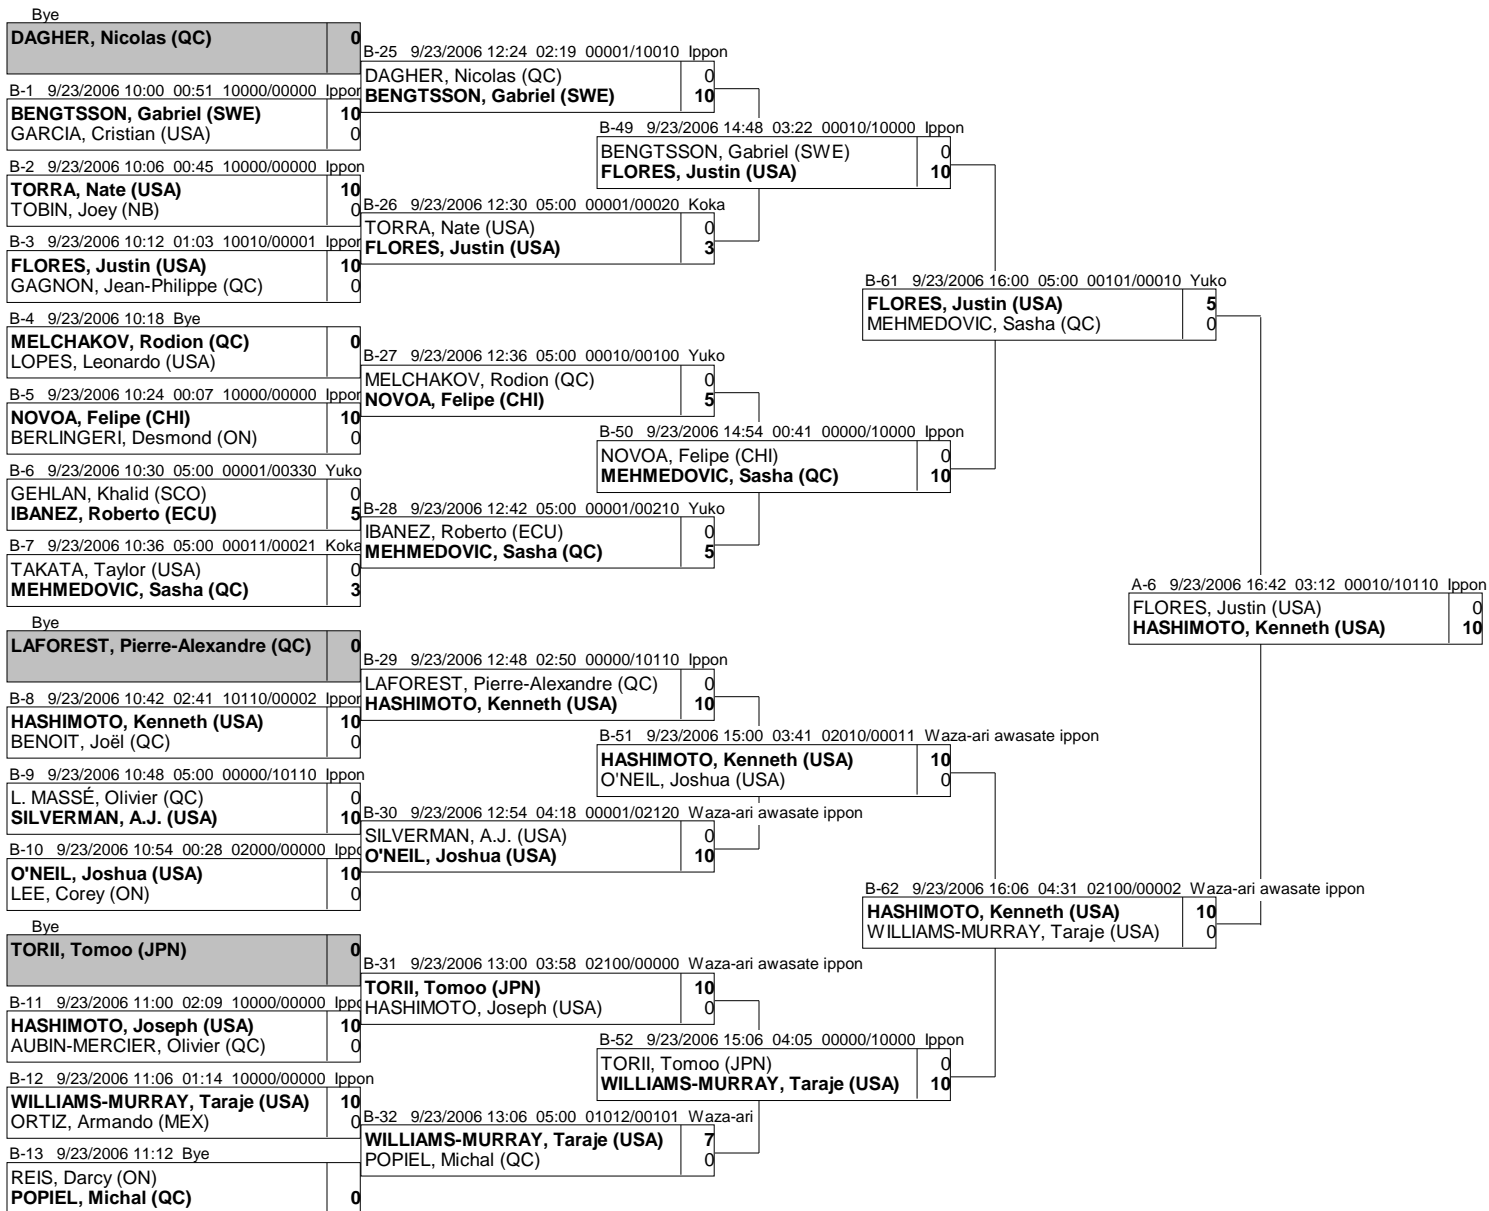 Bye
DAGHER, Nicolas (QC) 0
B-1 9/23/2006 10:00 00:51 10000/00000 Ippon
BENGTSSON, Gabriel (SWE) 10
GARCIA, Cristian (USA) 0
B-2 9/23/2006 10:06 00:45 10000/00000 Ippon
TORRA, Nate (USA) 10
TOBIN, Joey (NB) 0
B-3 9/23/2006 10:12 01:03 10010/00001 Ippon
FLORES, Justin (USA) 10
GAGNON, Jean-Philippe (QC) 0
B-4 9/23/2006 10:18 Bye
MELCHAKOV, Rodion (QC) 0
LOPES, Leonardo (USA)
B-5 9/23/2006 10:24 00:07 10000/00000 Ippon
NOVOA, Felipe (CHI) 10
BERLINGERI, Desmond (ON) 0
B-6 9/23/2006 10:30 05:00 00001/00330 Yuko
GEHLAN, Khalid (SCO) 0
IBANEZ, Roberto (ECU) 5
B-7 9/23/2006 10:36 05:00 00011/00021 Koka
TAKATA, Taylor (USA) 0
MEHMEDOVIC, Sasha (QC) 3
Bye
LAFOREST, Pierre-Alexandre (QC) 0
B-8 9/23/2006 10:42 02:41 10110/00002 Ippon
HASHIMOTO, Kenneth (USA) 10
BENOIT, Joël (QC) 0
B-9 9/23/2006 10:48 05:00 00000/10110 Ippon
L. MASSÉ, Olivier (QC) 0
SILVERMAN, A.J. (USA) 10
B-10 9/23/2006 10:54 00:28 02000/00000 Ippo
O'NEIL, Joshua (USA) 10
LEE, Corey (ON) 0
Bye
TORII, Tomoo (JPN) 0
B-11 9/23/2006 11:00 02:09 10000/00000 Ippo
HASHIMOTO, Joseph (USA) 10
AUBIN-MERCIER, Olivier (QC) 0
B-12 9/23/2006 11:06 01:14 10000/00000 Ippon
WILLIAMS-MURRAY, Taraje (USA) 10
ORTIZ, Armando (MEX) 0
B-13 9/23/2006 11:12 Bye
REIS, Darcy (ON)
POPIEL, Michal (QC) 0
B-25 9/23/2006 12:24 02:19 00001/10010 Ippon
DAGHER, Nicolas (QC) 0
BENGTSSON, Gabriel (SWE) 10
B-26 9/23/2006 12:30 05:00 00001/00020 Koka
TORRA, Nate (USA) 0
FLORES, Justin (USA) 3
B-27 9/23/2006 12:36 05:00 00010/00100 Yuko
MELCHAKOV, Rodion (QC) 0
NOVOA, Felipe (CHI) 5
B-28 9/23/2006 12:42 05:00 00001/00210 Yuko
IBANEZ, Roberto (ECU) 0
MEHMEDOVIC, Sasha (QC) 5
B-29 9/23/2006 12:48 02:50 00000/10110 Ippon
LAFOREST, Pierre-Alexandre (QC) 0
HASHIMOTO, Kenneth (USA) 10
B-30 9/23/2006 12:54 04:18 00001/02120 Waza-ari awasate ippon
SILVERMAN, A.J. (USA) 0
O'NEIL, Joshua (USA) 10
B-31 9/23/2006 13:00 03:58 02100/00000 Waza-ari awasate ippon
TORII, Tomoo (JPN) 10
HASHIMOTO, Joseph (USA) 0
B-32 9/23/2006 13:06 05:00 01012/00101 Waza-ari
WILLIAMS-MURRAY, Taraje (USA) 7
POPIEL, Michal (QC) 0
B-49 9/23/2006 14:48 03:22 00010/10000 Ippon
BENGTSSON, Gabriel (SWE) 0
FLORES, Justin (USA) 10
B-50 9/23/2006 14:54 00:41 00000/10000 Ippon
NOVOA, Felipe (CHI) 0
MEHMEDOVIC, Sasha (QC) 10
B-51 9/23/2006 15:00 03:41 02010/00011 Waza-ari awasate ippon
HASHIMOTO, Kenneth (USA) 10
O'NEIL, Joshua (USA) 0
B-52 9/23/2006 15:06 04:05 00000/10000 Ippon
TORII, Tomoo (JPN) 0
WILLIAMS-MURRAY, Taraje (USA) 10
B-61 9/23/2006 16:00 05:00 00101/00010 Yuko
FLORES, Justin (USA) 5
MEHMEDOVIC, Sasha (QC) 0
B-62 9/23/2006 16:06 04:31 02100/00002 Waza-ari awasate ippon
HASHIMOTO, Kenneth (USA) 10
WILLIAMS-MURRAY, Taraje (USA) 0
A-6 9/23/2006 16:42 03:12 00010/10110 Ippon
FLORES, Justin (USA) 0
HASHIMOTO, Kenneth (USA) 10